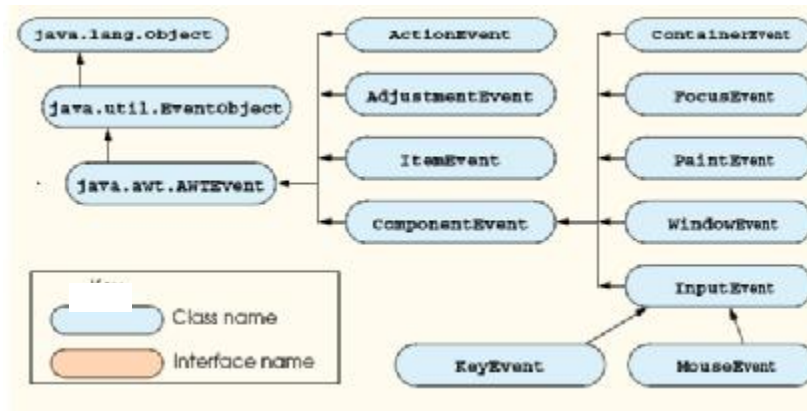 java.lang.Object
ActionEvent
ContainerEvent
java.util.EventObject
AdjustmentEvent
FocusEvent
java.awt.AWTEvent
ItemEvent
PaintEvent
ComponentEvent
WindowEvent
InputEvent
Class name
Interface name
KeyEvent
MouseEvent